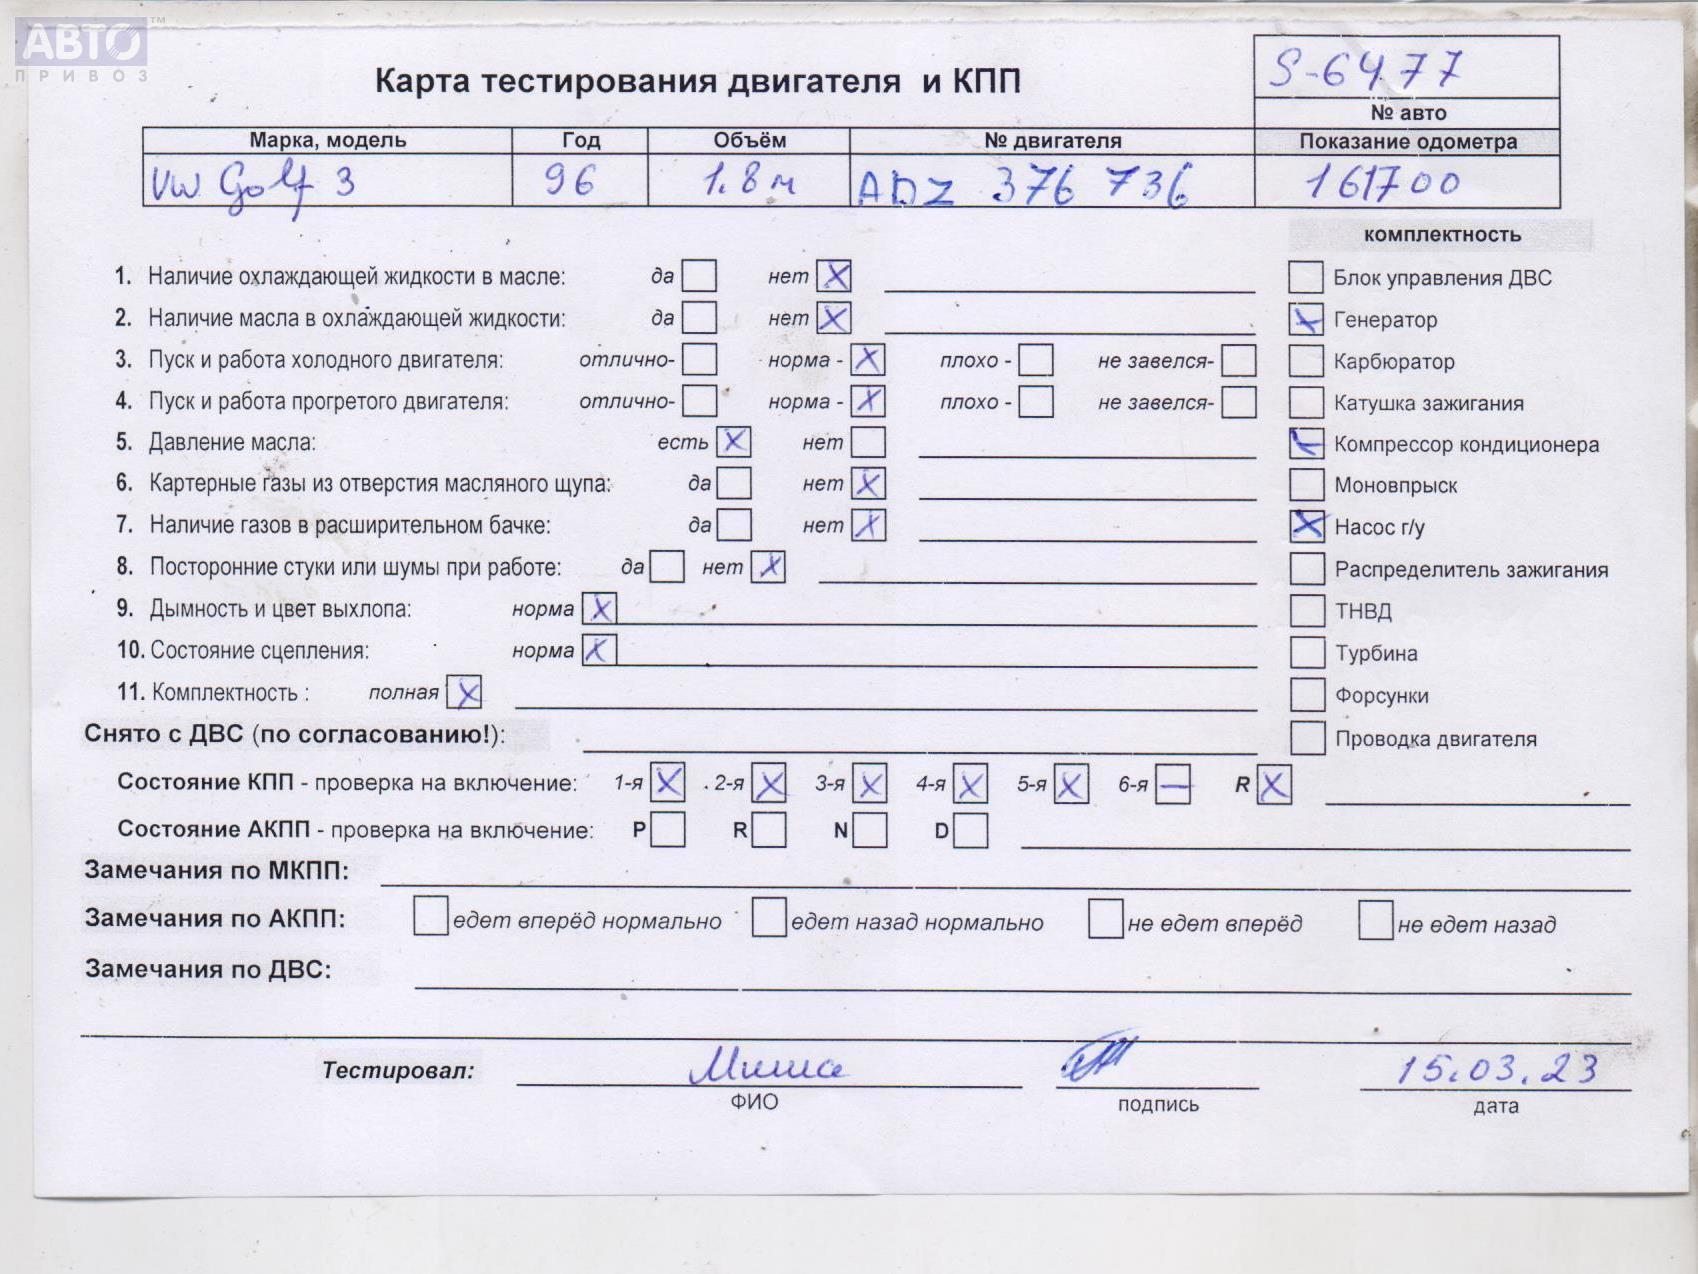 АВТО™
ПРИВОЗ
S-6477
Карта тестирования двигателя и КПП
№ авто
Марка, модель Год Объём № двигателя Показание одометра
VW Golf 3 96 1.8м ADZ 376 736 161700
комплектность
1. Наличие охлаждающей жидкости в масле: да нет X Блок управления ДВС
2. Наличие масла в охлаждающей жидкости: да нет X X Генератор
3. Пуск и работа холодного двигателя: отлично- норма - X плохо - не завелся- Карбюратор
4. Пуск и работа прогретого двигателя: отлично- норма - X плохо - не завелся- Катушка зажигания
5. Давление масла: есть X нет X Компрессор кондиционера
6. Картерные газы из отверстия масляного щупа: да нет X Моновпрыск
7. Наличие газов в расширительном бачке: да нет X X Насос г/у
8. Посторонние стуки или шумы при работе: да нет X Распределитель зажигания
9. Дымность и цвет выхлопа: норма X ТНВД
10. Состояние сцепления: норма X Турбина
11. Комплектность : полная X Форсунки
Снято с ДВС (по согласованию!): Проводка двигателя
Состояние КПП - проверка на включение: 1-я X 2-я X 3-я X 4-я X 5-я X 6-я — R X
Состояние АКПП - проверка на включение: P R N D
Замечания по МКПП:
Замечания по АКПП: едет вперёд нормально едет назад нормально не едет вперёд не едет назад
Замечания по ДВС:
Тестировал: Миша 15.03.23
ФИО подпись дата